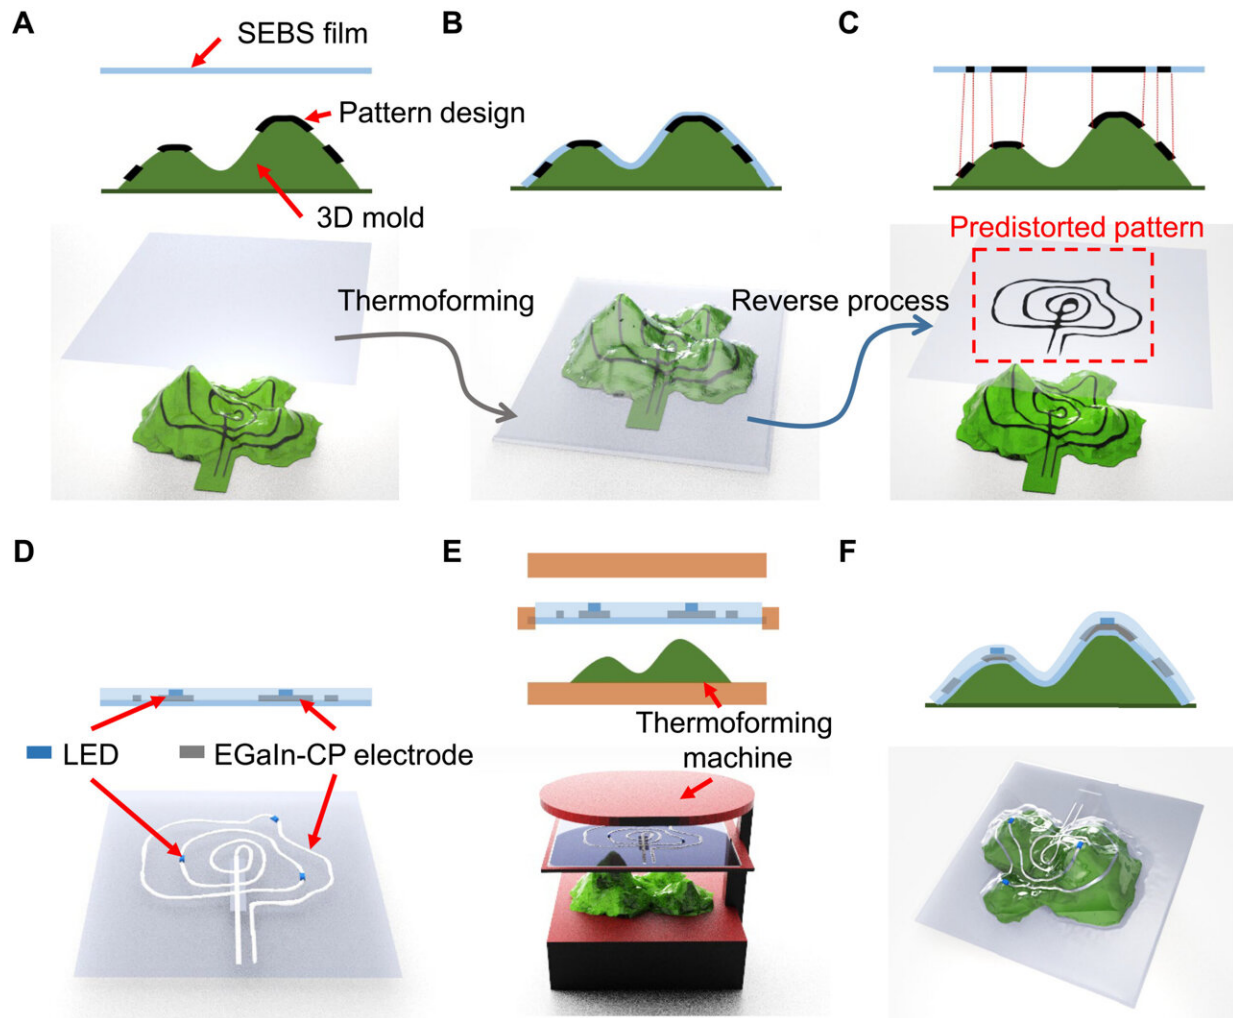 A
B
C
SEBS film
Pattern design
3D mold
Predistorted pattern
Thermoforming
Reverse process
D
E
F
LED
EGaIn-CP electrode
Thermoforming
machine